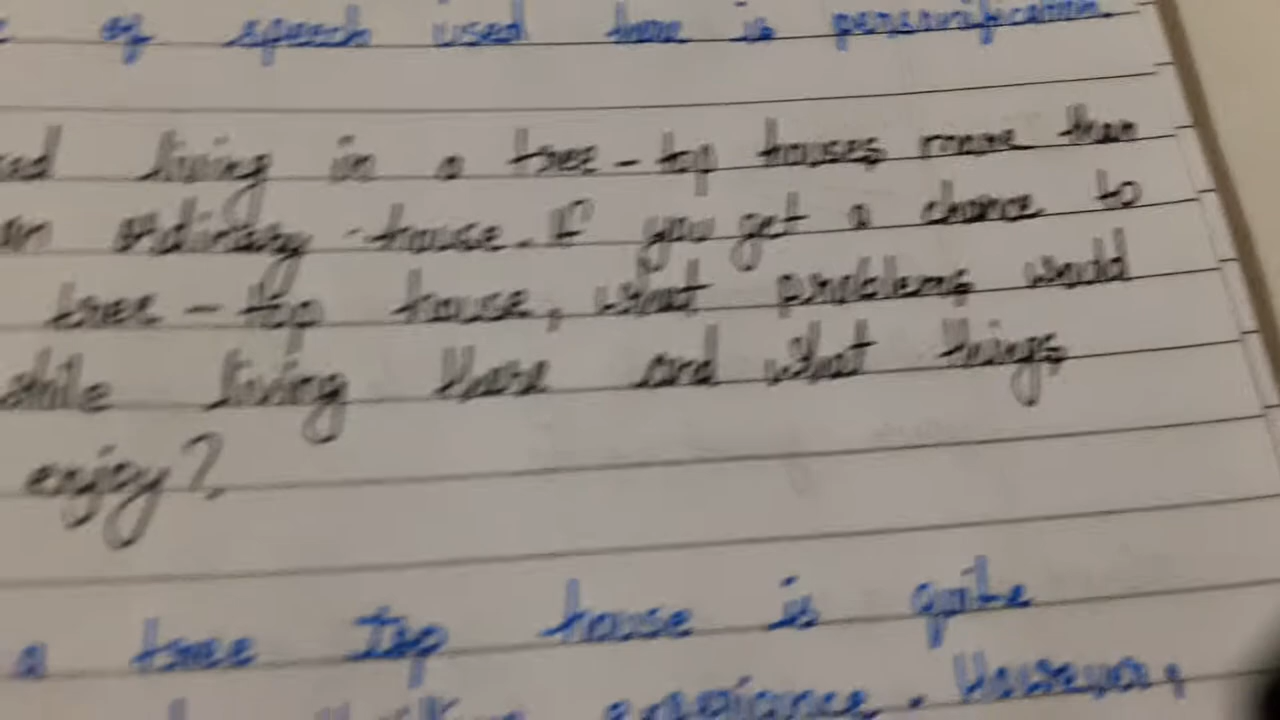 of speech used here is personification
living in a tree-top houses more than
ordinary house. If you get a chance to
tree-top house, what problems would
while living there and what things
enjoy?
a tree top house is quite
However,